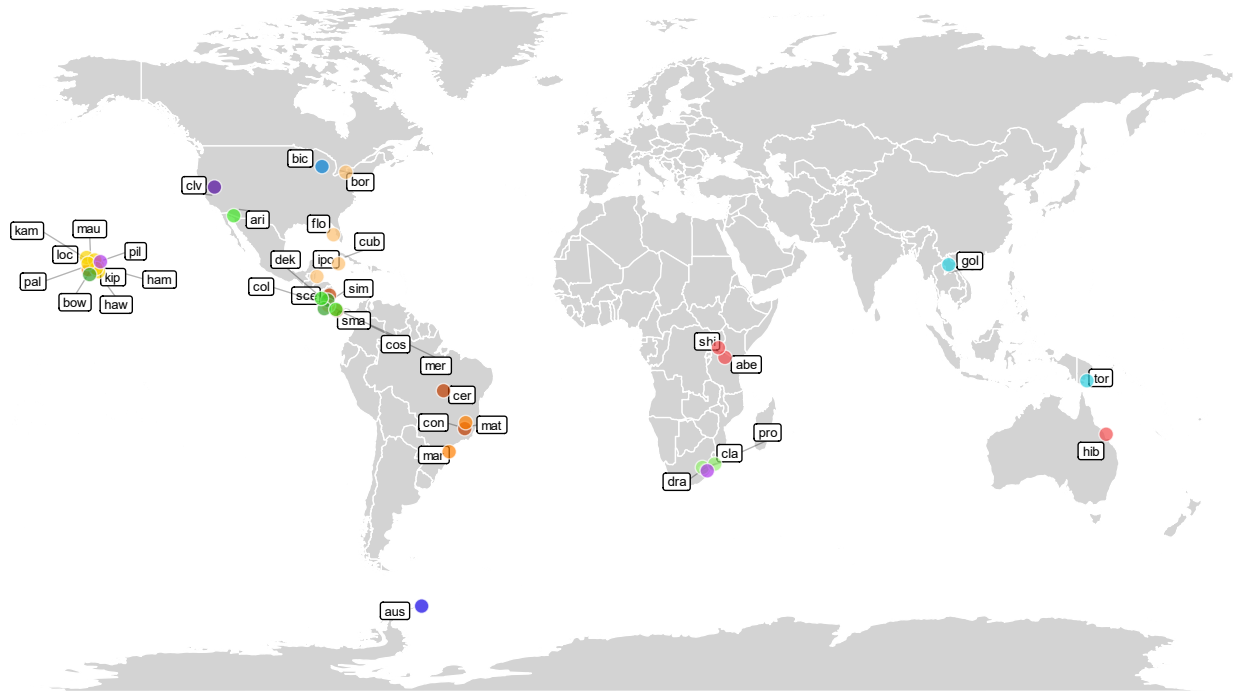 bic
bor
clv
ari
flo
cub
kam
mau
pil
loc
dek
ipo
gol
pal
kip
ham
col
sce
sim
bow
haw
sma
cos
shi
mer
abe
tor
cer
con
mat
pro
mar
cla
hib
dra
aus